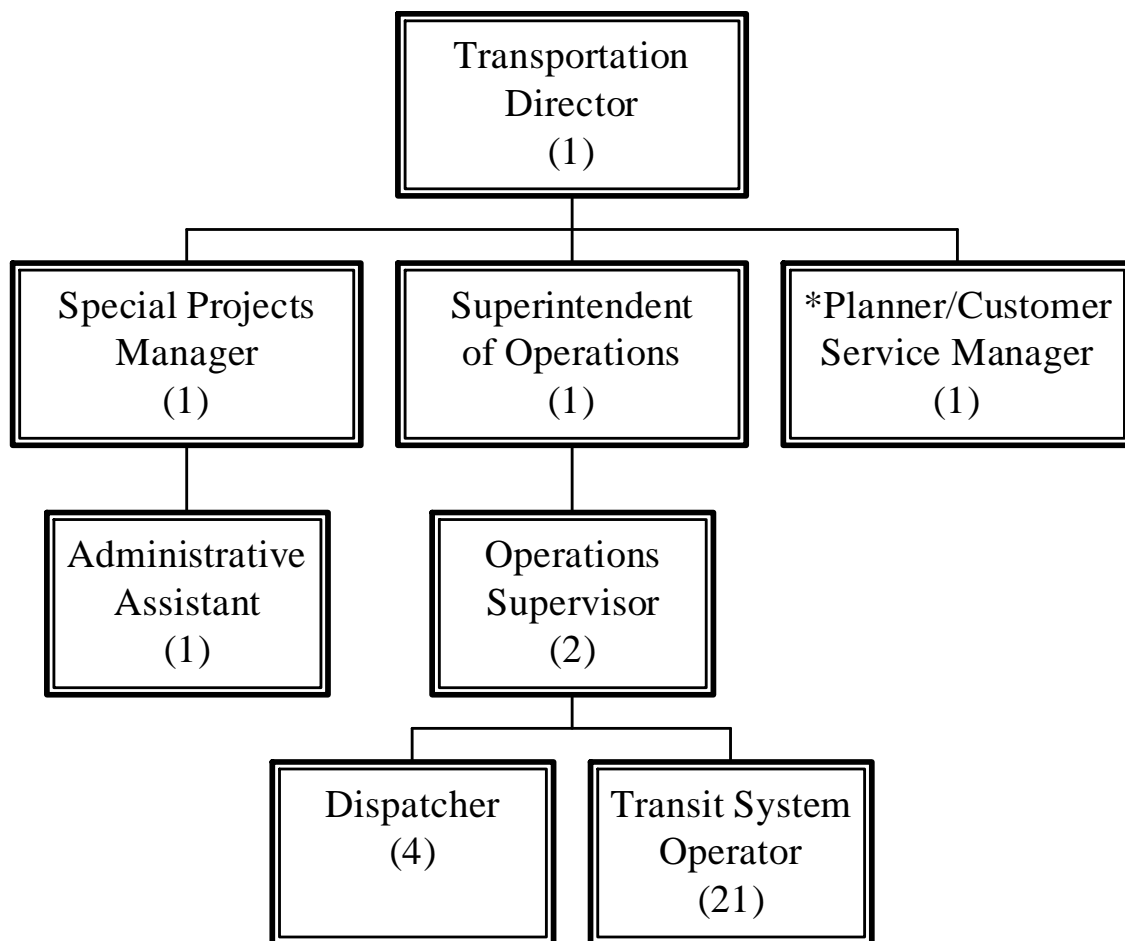 Transportation
Director
(1)
Special Projects
Manager
(1)
Superintendent
of Operations
(1)
*Planner/Customer
Service Manager
(1)
Administrative
Assistant
(1)
Operations
Supervisor
(2)
Dispatcher
(4)
Transit System
Operator
(21)